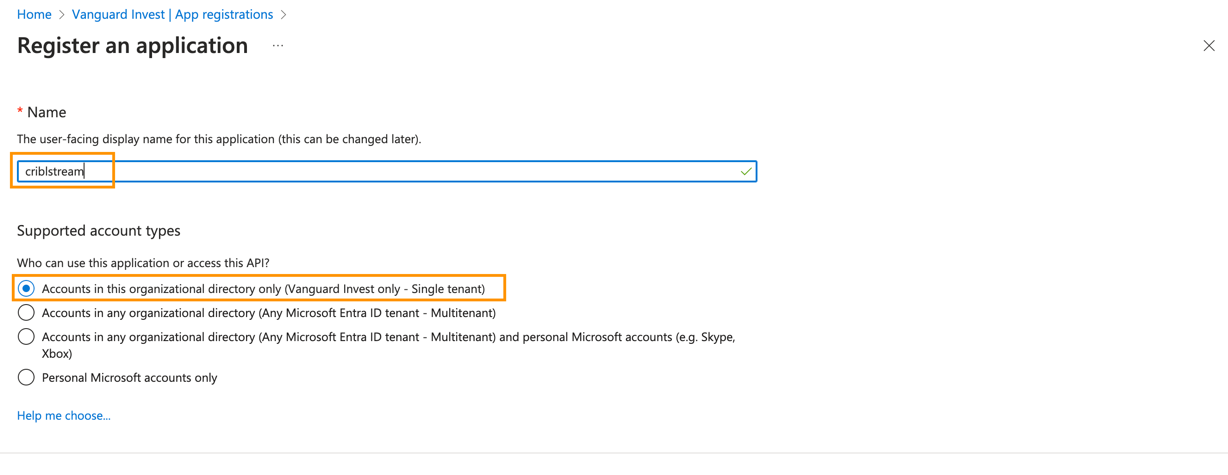 Home > Vanguard Invest | App registrations >
Register an application ...
* Name
The user-facing display name for this application (this can be changed later).
criblstream
Supported account types
Who can use this application or access this API?
Accounts in this organizational directory only (Vanguard Invest only - Single tenant)
Accounts in any organizational directory (Any Microsoft Entra ID tenant - Multitenant)
Accounts in any organizational directory (Any Microsoft Entra ID tenant - Multitenant) and personal Microsoft accounts (e.g. Skype,
Xbox)
Personal Microsoft accounts only
Help me choose...